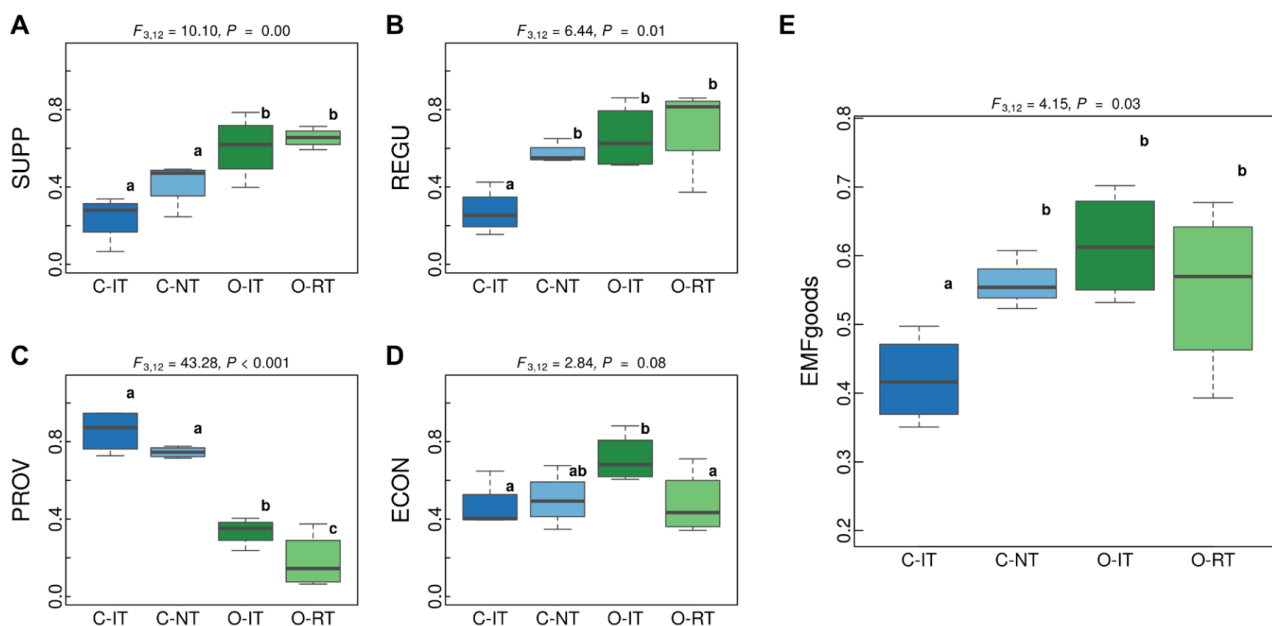 A
F3,12 = 10.10, P = 0.00
SUPP
0.8
0.4
0.0
a
a
b
b
C-IT C-NT O-IT O-RT
B
F3,12 = 6.44, P = 0.01
REGU
0.8
0.4
0.0
a
b
b
b
C-IT C-NT O-IT O-RT
C
F3,12 = 43.28, P < 0.001
PROV
0.8
0.4
0.0
a
a
b
c
C-IT C-NT O-IT O-RT
D
F3,12 = 2.84, P = 0.08
ECON
0.8
0.4
0.0
a
ab
b
a
C-IT C-NT O-IT O-RT
E
F3,12 = 4.15, P = 0.03
EMFgoods
0.8
0.7
0.6
0.5
0.4
0.3
0.2
a
b
b
b
C-IT C-NT O-IT O-RT